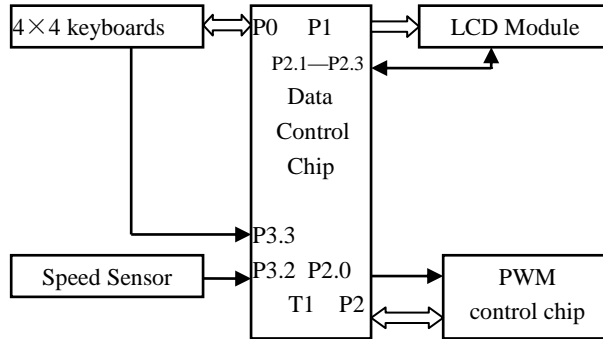 4×4 keyboards
P0 P1
LCD Module
P2.1—P2.3
Data
Control
Chip
P3.3
Speed Sensor
P3.2 P2.0
PWM
control chip
T1 P2